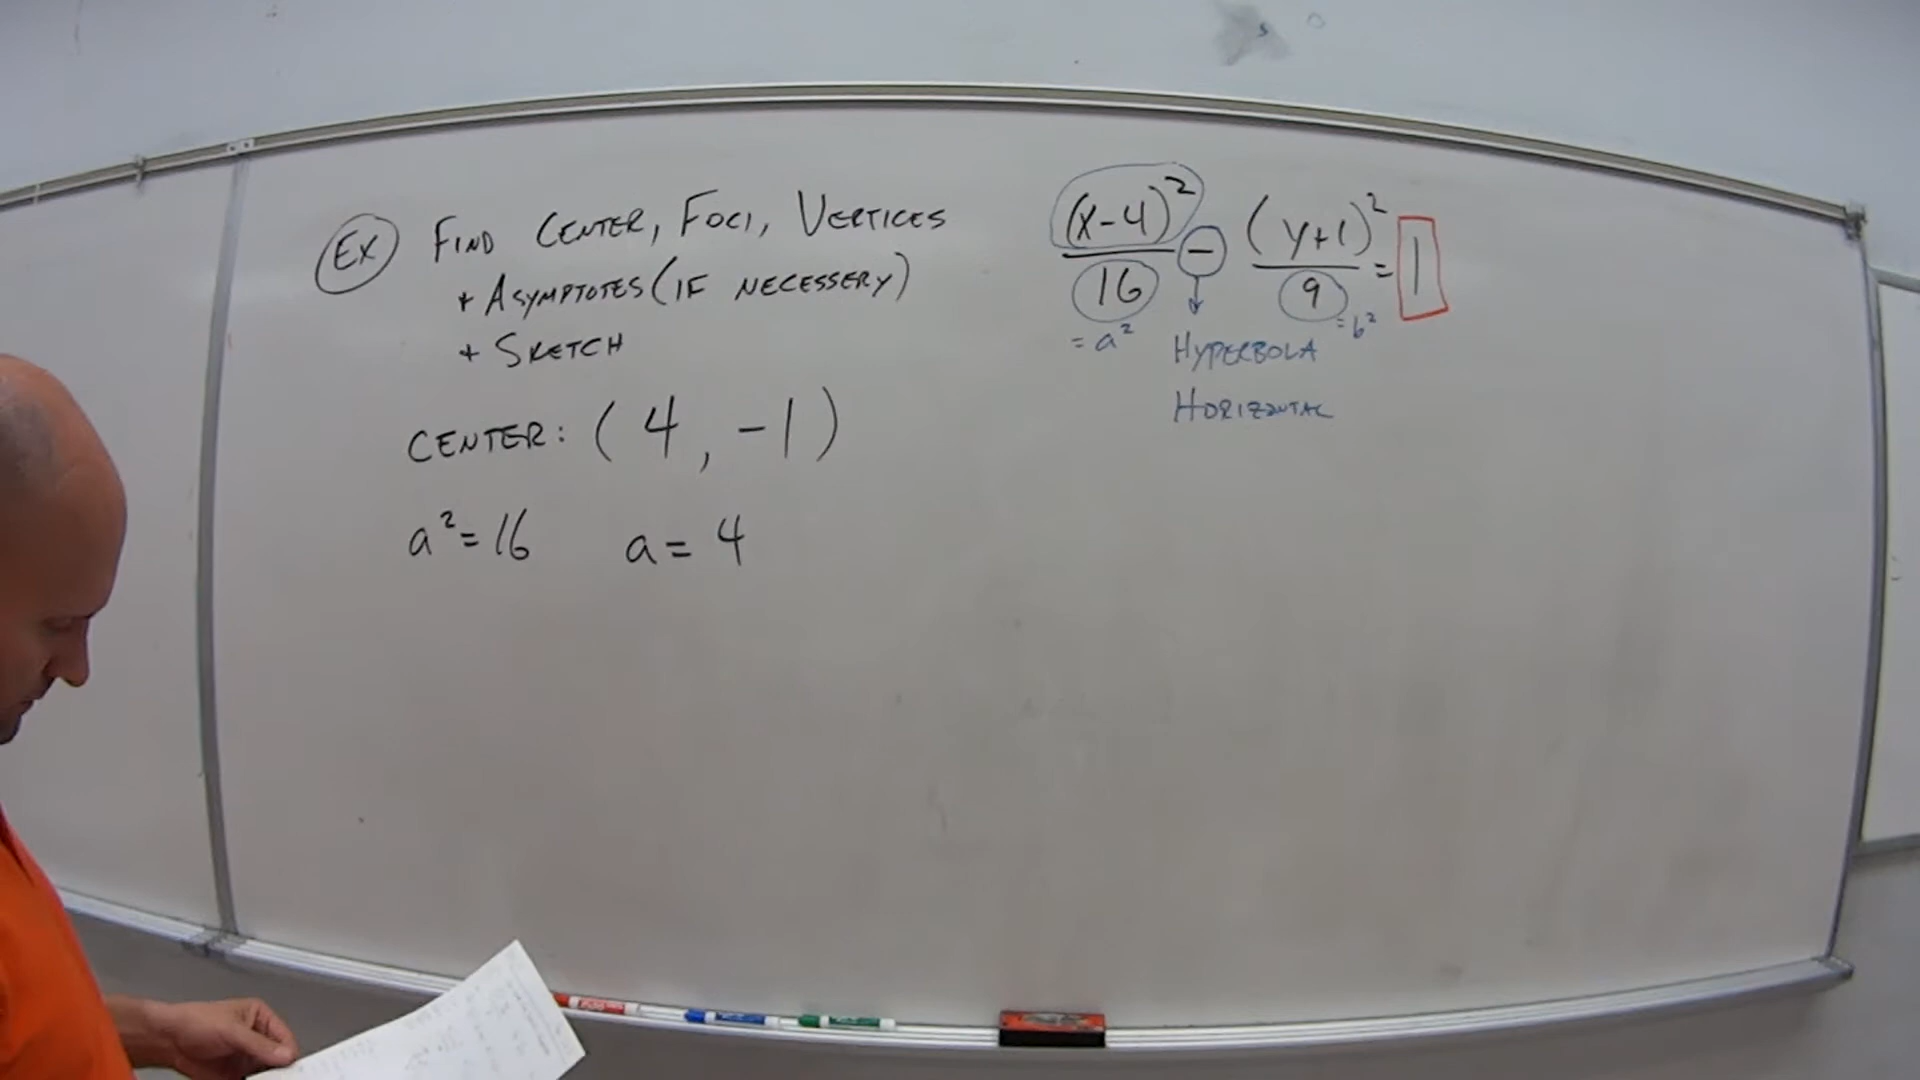 EX FIND CENTER, FOCI, VERTICES
+ ASYMPTOTES (IF NECESSERY)
+ SKETCH
CENTER: (4, -1)
a² = 16 a = 4
(x-4)²/16 - (y+1)²/9 = 1
= a² = b²
HYPERBOLA
HORIZONTAL